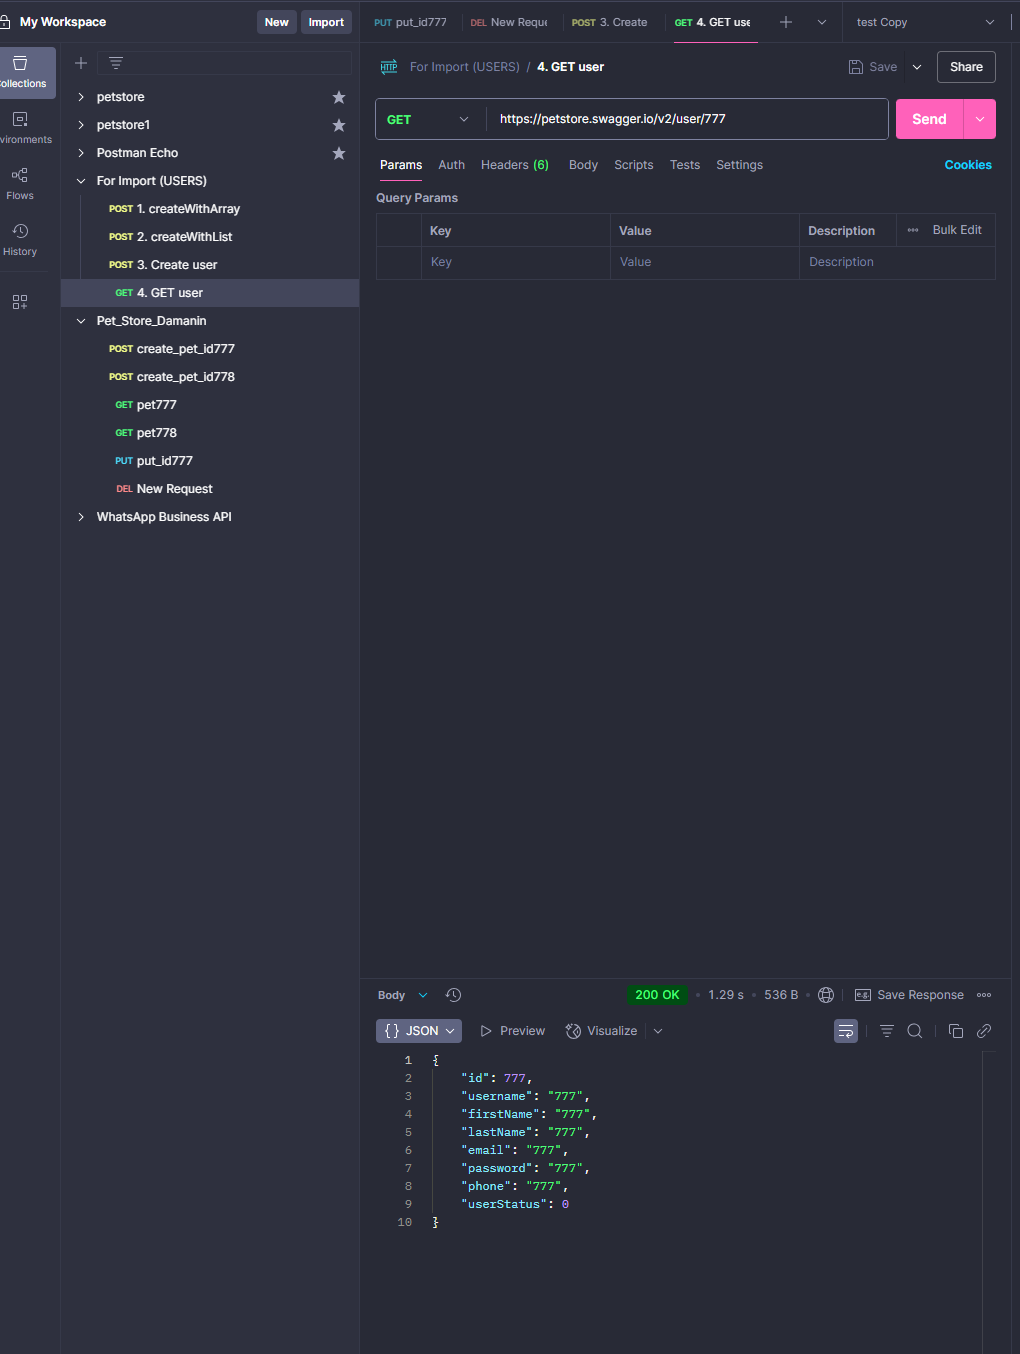 My Workspace
New
Import
PUT put_id777
DEL New Requ
POST 3. Create
GET 4. GET use
test Copy
ollections
vironments
Flows
History
petstore
petstore1
Postman Echo
For Import (USERS)
POST 1. createWithArray
POST 2. createWithList
POST 3. Create user
GET 4. GET user
Pet_Store_Damanin
POST create_pet_id777
POST create_pet_id778
GET pet777
GET pet778
PUT put_id777
DEL New Request
WhatsApp Business API
HTTP
For Import (USERS) / 4. GET user
Save
Share
GET
https://petstore.swagger.io/v2/user/777
Send
Params
Auth
Headers (6)
Body
Scripts
Tests
Settings
Cookies
Query Params
Key
Value
Description
Bulk Edit
Key
Value
Description
Body
200 OK
1.29 s
536 B
e.g.
Save Response
{} JSON
Preview
Visualize
1 {
2 "id": 777,
3 "username": "777",
4 "firstName": "777",
5 "lastName": "777",
6 "email": "777",
7 "password": "777",
8 "phone": "777",
9 "userStatus": 0
10 }